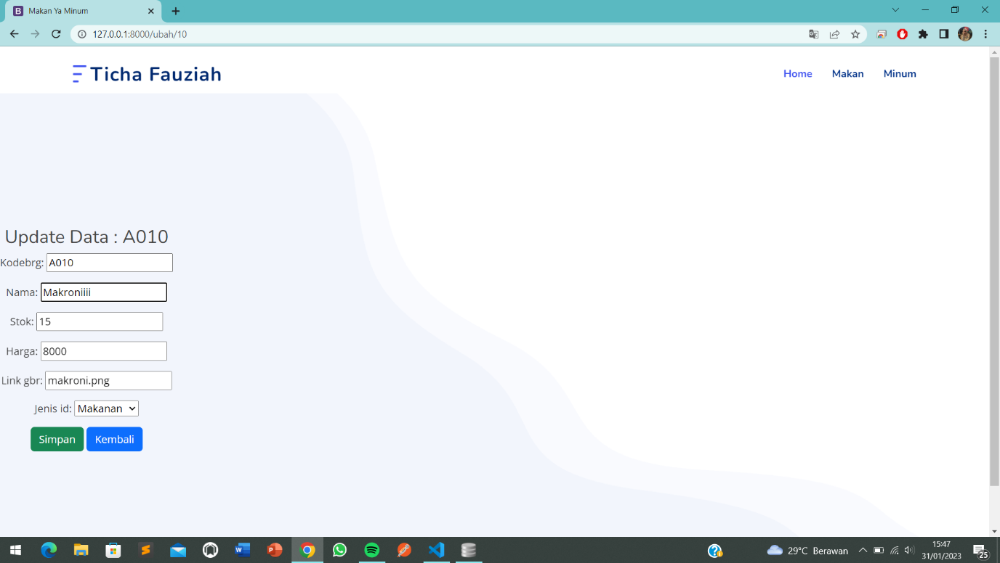 Makan Ya Minum
127.0.0.1:8000/ubah/10
Ticha Fauziah
Home Makan Minum
Update Data : A010
Kodebrg: A010
Nama: Makroniiii
Stok: 15
Harga: 8000
Link gbr: makroni.png
Jenis id: Makanan
Simpan Kembali
29°C Berawan
15:47
31/01/2023
25